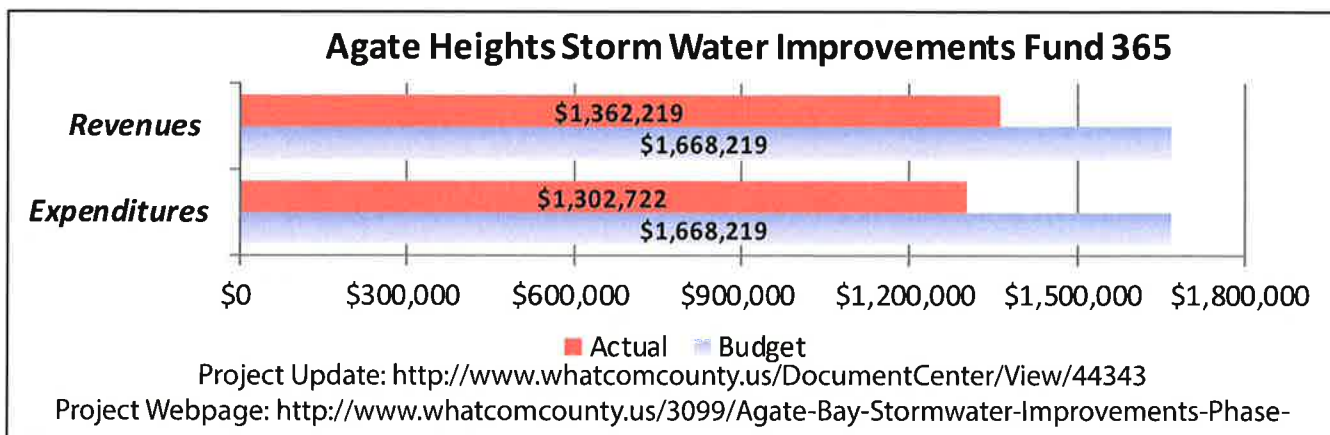 Agate Heights Storm Water Improvements Fund 365
Revenues
$1,362,219
$1,668,219
Expenditures
$1,302,722
$1,668,219
$0 $300,000 $600,000 $900,000 $1,200,000 $1,500,000 $1,800,000
Actual Budget
Project Update: http://www.whatcomcounty.us/DocumentCenter/View/44343
Project Webpage: http://www.whatcomcounty.us/3099/Agate-Bay-Stormwater-Improvements-Phase-